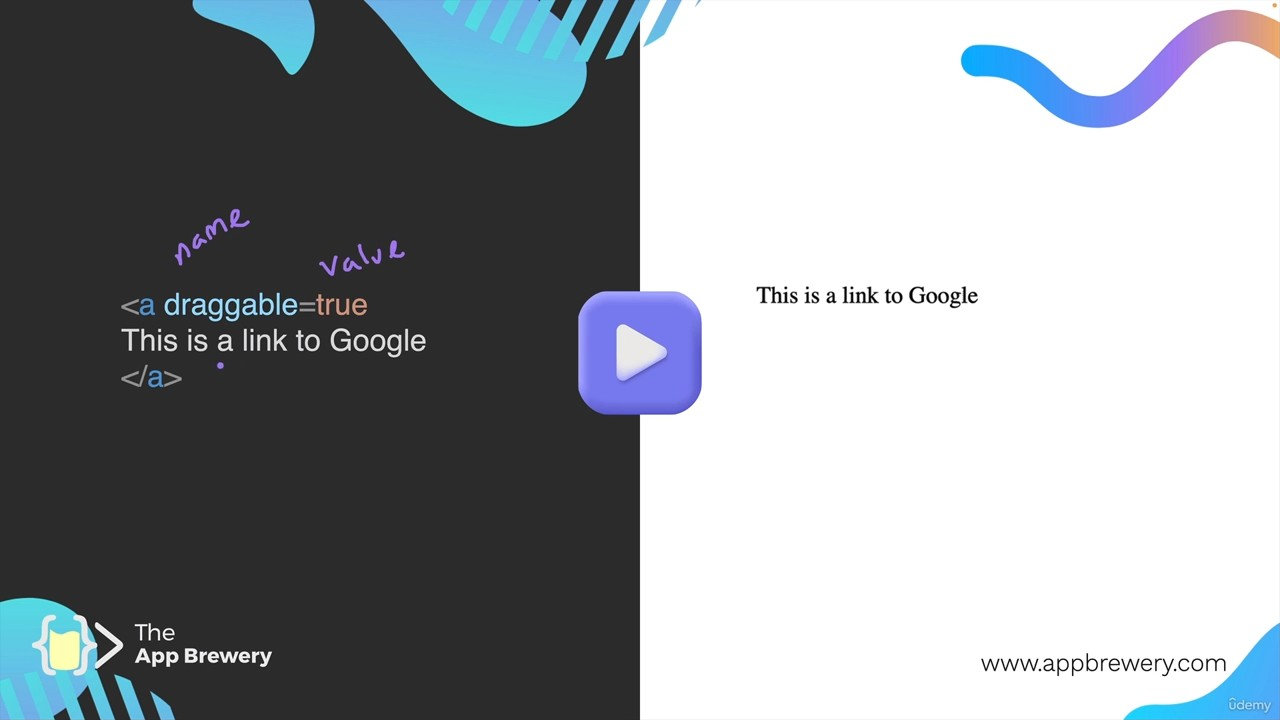 name
value
<a draggable=true
This is a link to Google
</a>
This is a link to Google
The
App Brewery
www.appbrewery.com
ûdemy